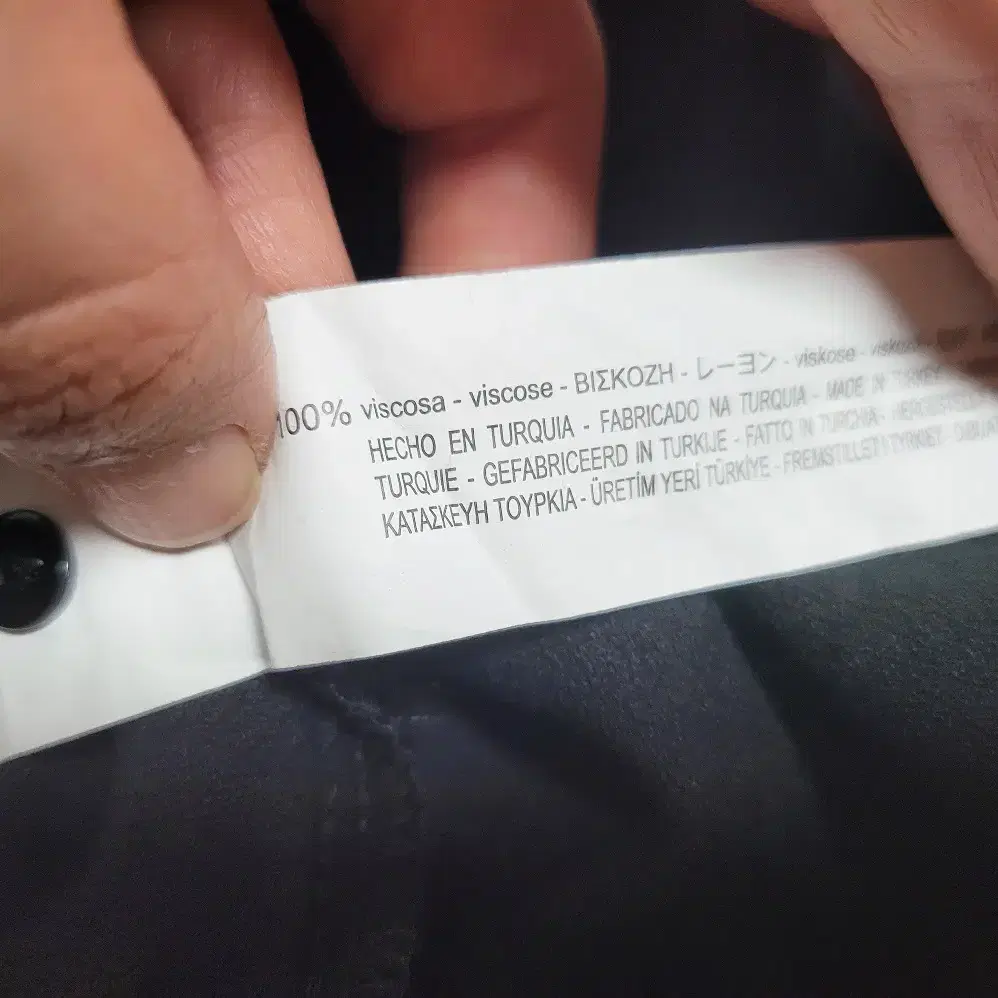 100% viscosa - viscose - ΒΙΣΚΟΖΗ - レーヨン - viskose -
HECHO EN TURQUIA - FABRICADO NA TURQUIA - MADE IN TURKEY
TURQUIE - GEFABRICEERD IN TURKIJE - FATTO IN TURCHIA -
ΚΑΤΑΣΚΕΥΗ ΤΟΥΡΚΙΑ - ÜRETİM YERİ TÜRKİYE - FREMSTILLET I TYRKIET -